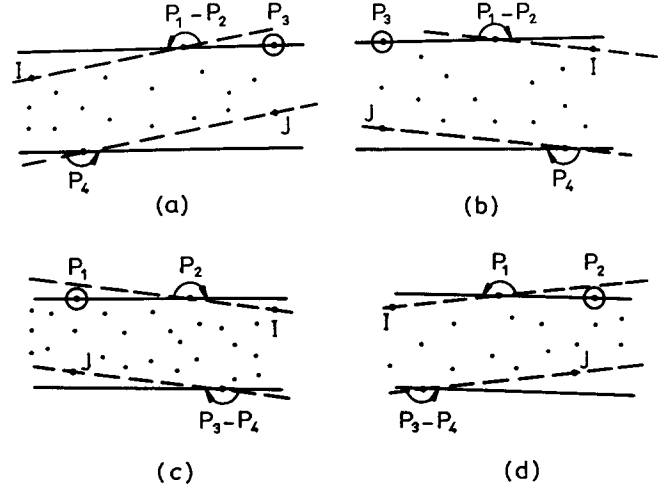 P₁–P₂ P₃
I
J
P₄
(a)
P₃ P₁–P₂
I
J
P₄
(b)
P₁ P₂
I
J
P₃–P₄
(c)
P₁ P₂
I
J
P₃–P₄
(d)